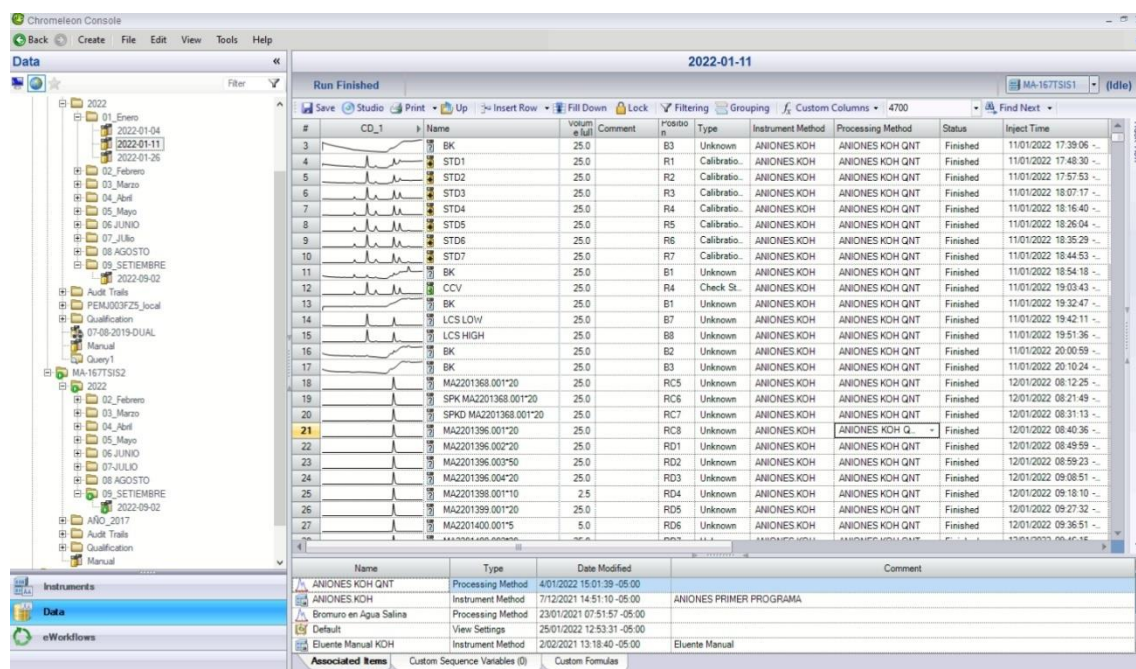 Chromeleon Console
Back Create File Edit View Tools Help
Data « 2022-01-11
Filter Run Finished MA-167TSIS1 (Idle)
Save Studio Print Up Insert Row Fill Down Lock Filtering Grouping Custom Columns 4700 Find Next
# CD_1 Name Volum e [ul] Comment Positio n Type Instrument Method Processing Method Status Inject Time
3 BK 25.0 B3 Unknown ANIONES.KOH ANIONES KOH QNT Finished 11/01/2022 17:39:06 -..
4 STD1 25.0 R1 Calibratio.. ANIONES.KOH ANIONES KOH QNT Finished 11/01/2022 17:48:30 -..
5 STD2 25.0 R2 Calibratio.. ANIONES.KOH ANIONES KOH QNT Finished 11/01/2022 17:57:53 -..
6 STD3 25.0 R3 Calibratio.. ANIONES.KOH ANIONES KOH QNT Finished 11/01/2022 18:07:17 -..
7 STD4 25.0 R4 Calibratio.. ANIONES.KOH ANIONES KOH QNT Finished 11/01/2022 18:16:40 -..
8 STD5 25.0 R5 Calibratio.. ANIONES.KOH ANIONES KOH QNT Finished 11/01/2022 18:26:04 -..
9 STD6 25.0 R6 Calibratio.. ANIONES.KOH ANIONES KOH QNT Finished 11/01/2022 18:35:29 -..
10 STD7 25.0 R7 Calibratio.. ANIONES.KOH ANIONES KOH QNT Finished 11/01/2022 18:44:53 -..
11 BK 25.0 B1 Unknown ANIONES.KOH ANIONES KOH QNT Finished 11/01/2022 18:54:18 -..
12 CCV 25.0 R4 Check St.. ANIONES.KOH ANIONES KOH QNT Finished 11/01/2022 19:03:43 -..
13 BK 25.0 B1 Unknown ANIONES.KOH ANIONES KOH QNT Finished 11/01/2022 19:32:47 -..
14 LCS LOW 25.0 B7 Unknown ANIONES.KOH ANIONES KOH QNT Finished 11/01/2022 19:42:11 -..
15 LCS HIGH 25.0 B8 Unknown ANIONES.KOH ANIONES KOH QNT Finished 11/01/2022 19:51:36 -..
16 BK 25.0 B2 Unknown ANIONES.KOH ANIONES KOH QNT Finished 11/01/2022 20:00:59 -..
17 BK 25.0 B3 Unknown ANIONES.KOH ANIONES KOH QNT Finished 11/01/2022 20:10:24 -..
18 MA2201368.001*20 25.0 RC5 Unknown ANIONES.KOH ANIONES KOH QNT Finished 12/01/2022 08:12:25 -..
19 SPK MA2201368.001*20 25.0 RC6 Unknown ANIONES.KOH ANIONES KOH QNT Finished 12/01/2022 08:21:49 -..
20 SPKD MA2201368.001*20 25.0 RC7 Unknown ANIONES.KOH ANIONES KOH QNT Finished 12/01/2022 08:31:13 -..
21 MA2201396.001*20 25.0 RC8 Unknown ANIONES.KOH ANIONES KOH Q.. Finished 12/01/2022 08:40:36 -..
22 MA2201396.002*20 25.0 RD1 Unknown ANIONES.KOH ANIONES KOH QNT Finished 12/01/2022 08:49:59 -..
23 MA2201396.003*50 25.0 RD2 Unknown ANIONES.KOH ANIONES KOH QNT Finished 12/01/2022 08:59:23 -..
24 MA2201396.004*20 25.0 RD3 Unknown ANIONES.KOH ANIONES KOH QNT Finished 12/01/2022 09:08:51 -..
25 MA2201398.001*10 2.5 RD4 Unknown ANIONES.KOH ANIONES KOH QNT Finished 12/01/2022 09:18:10 -..
26 MA2201399.001*20 25.0 RD5 Unknown ANIONES.KOH ANIONES KOH QNT Finished 12/01/2022 09:27:32 -..
27 MA2201400.001*5 5.0 RD6 Unknown ANIONES.KOH ANIONES KOH QNT Finished 12/01/2022 09:36:51 -..
2022
01_Enero
2022-01-04
2022-01-11
2022-01-26
02_Febrero
03_Marzo
04_Abril
05_Mayo
06 JUNIO
07_JUlio
08 AGOSTO
09_SETIEMBRE
2022-09-02
Audit Trails
PEMJ003FZ5_local
Qualification
07-08-2019-DUAL
Manual
Query1
MA-167TSIS2
2022
02_Febrero
03_Marzo
04_Abril
05_Mayo
06 JUNIO
07-JULIO
08 AGOSTO
09_SETIEMBRE
2022-09-02
AÑO_2017
Audit Trails
Qualification
Manual
Instruments
Data
eWorkflows
Name Type Date Modified Comment
ANIONES KOH QNT Processing Method 4/01/2022 15:01:39 -05:00
ANIONES.KOH Instrument Method 7/12/2021 14:51:10 -05:00 ANIONES PRIMER PROGRAMA
Bromuro en Agua Salina Processing Method 23/01/2021 07:51:57 -05:00
Default View Settings 25/01/2022 12:53:31 -05:00
Eluente Manual KOH Instrument Method 2/02/2021 13:18:40 -05:00 Eluente Manual
Associated Items Custom Sequence Variables (0) Custom Formulas